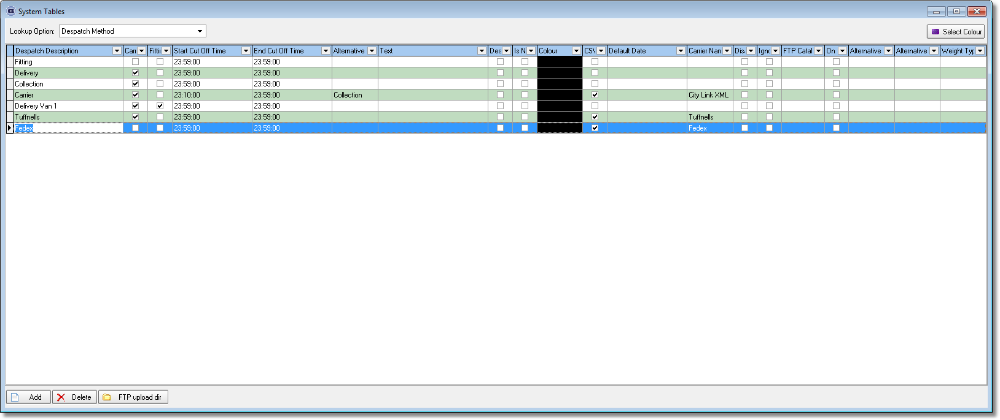 System Tables
Lookup Option: Despatch Method Select Colour
Despatch Description Carr Fittin Start Cut Off Time End Cut Off Time Alternative Text Des Is N Colour CSV Default Date Carrier Nam Disa Igno FTP Catal On Alternative Alternative Weight Typ
Fitting 23:59:00 23:59:00
Delivery 23:59:00 23:59:00
Collection 23:59:00 23:59:00
Carrier 23:10:00 23:59:00 Collection City Link XML
Delivery Van 1 23:59:00 23:59:00
Tuffnells 23:59:00 23:59:00 Tuffnells
Fedex 23:59:00 23:59:00 Fedex
Add Delete FTP upload dir